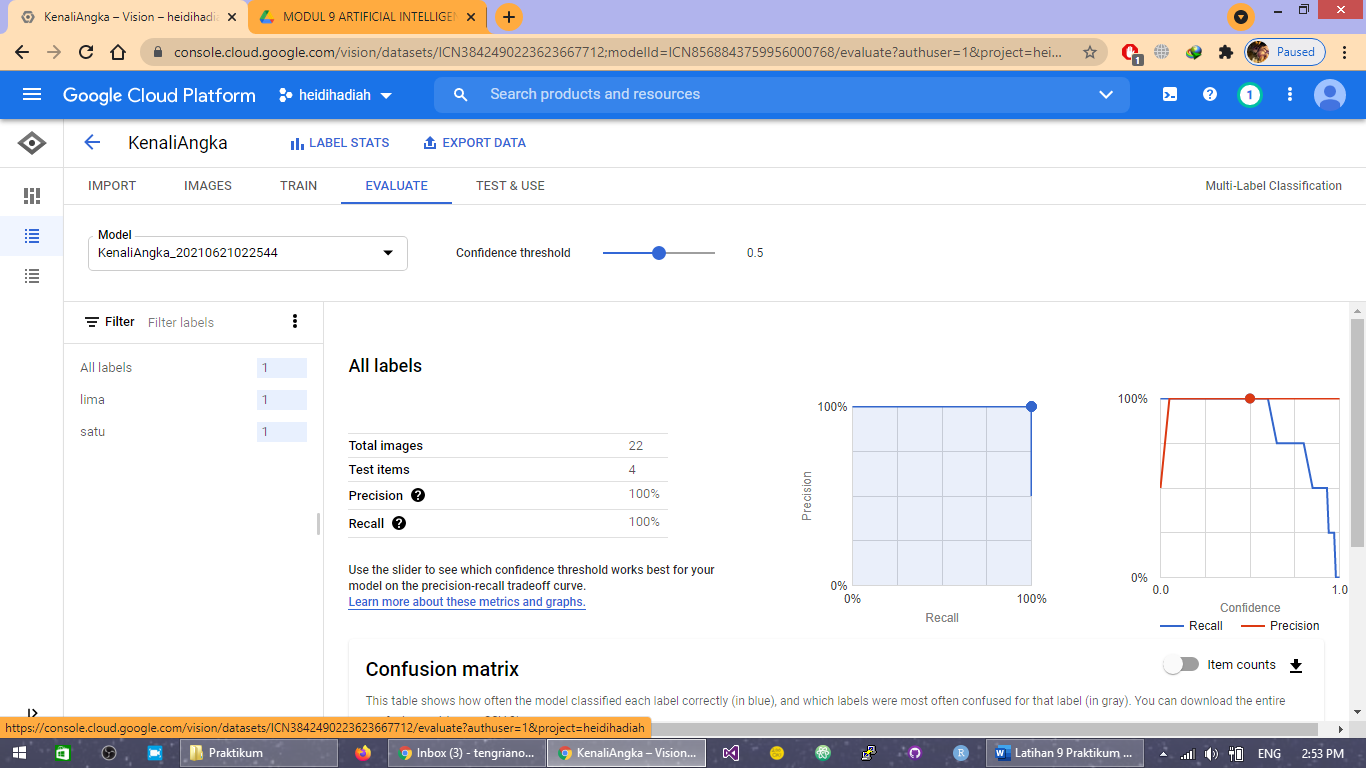 KenaliAngka – Vision – heidihadi
MODUL 9 ARTIFICIAL INTELLIGEN
console.cloud.google.com/vision/datasets/ICN3842490223623667712;modelId=ICN8568843759956000768/evaluate?authuser=1&project=hei...
1
Paused
Google Cloud Platform
heidihadiah
Search products and resources
1
KenaliAngka
LABEL STATS
EXPORT DATA
IMPORT
IMAGES
TRAIN
EVALUATE
TEST & USE
Multi-Label Classification
Model
KenaliAngka_20210621022544
Confidence threshold
0.5
Filter
Filter labels
All labels
1
lima
1
satu
1
All labels
Total images
22
Test items
4
Precision
100%
Recall
100%
Use the slider to see which confidence threshold works best for your
model on the precision-recall tradeoff curve.
Learn more about these metrics and graphs.
100%
Precision
0%
0%
100%
Recall
100%
0%
0.0
1.0
Confidence
Recall
Precision
Confusion matrix
Item counts
This table shows how often the model classified each label correctly (in blue), and which labels were most often confused for that label (in gray). You can download the entire
https://console.cloud.google.com/vision/datasets/ICN3842490223623667712/evaluate?authuser=1&project=heidihadiah
Praktikum
Inbox (3) - tengriano...
KenaliAngka – Vision...
Latihan 9 Praktikum ...
ENG
2:53 PM